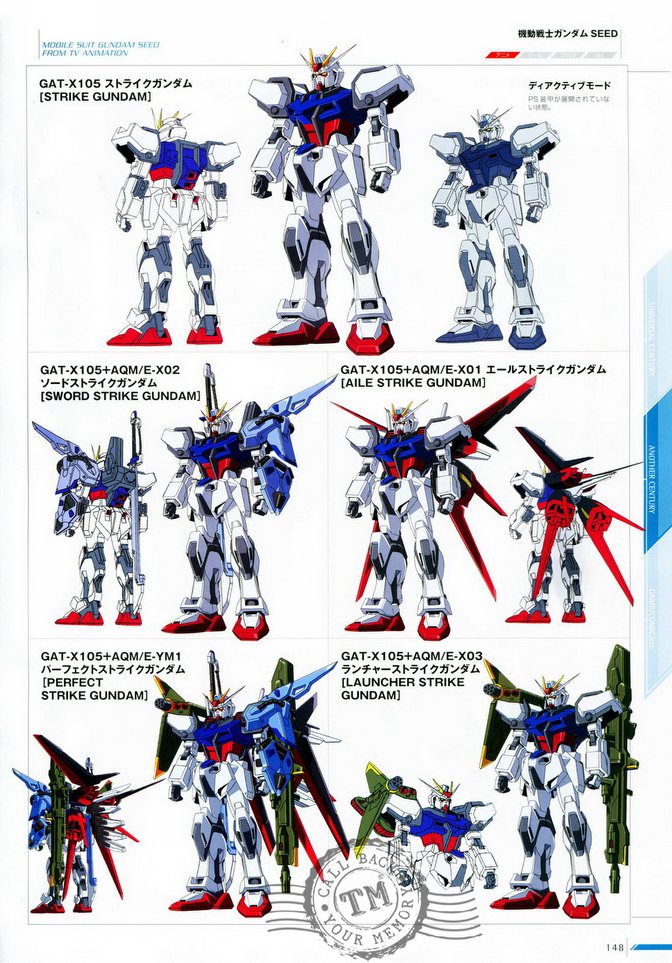 MOBILE SUIT GUNDAM SEED
FROM TV ANIMATION
機動戦士ガンダム SEED
アニメ
GAT-X105 ストライクガンダム
[STRIKE GUNDAM]
ディアクティブモード
PS装甲が展開されていな
い状態。
GAT-X105+AQM/E-X02
ソードストライクガンダム
[SWORD STRIKE GUNDAM]
GAT-X105+AQM/E-X01 エールストライクガンダム
[AILE STRIKE GUNDAM]
GAT-X105+AQM/E-YM1
パーフェクトストライクガンダム
[PERFECT
STRIKE GUNDAM]
GAT-X105+AQM/E-X03
ランチャーストライクガンダム
[LAUNCHER STRIKE
GUNDAM]
UNIVERSAL CENTURY
ANOTHER CENTURY
CALL BACK
TM
YOUR MEMORY
148